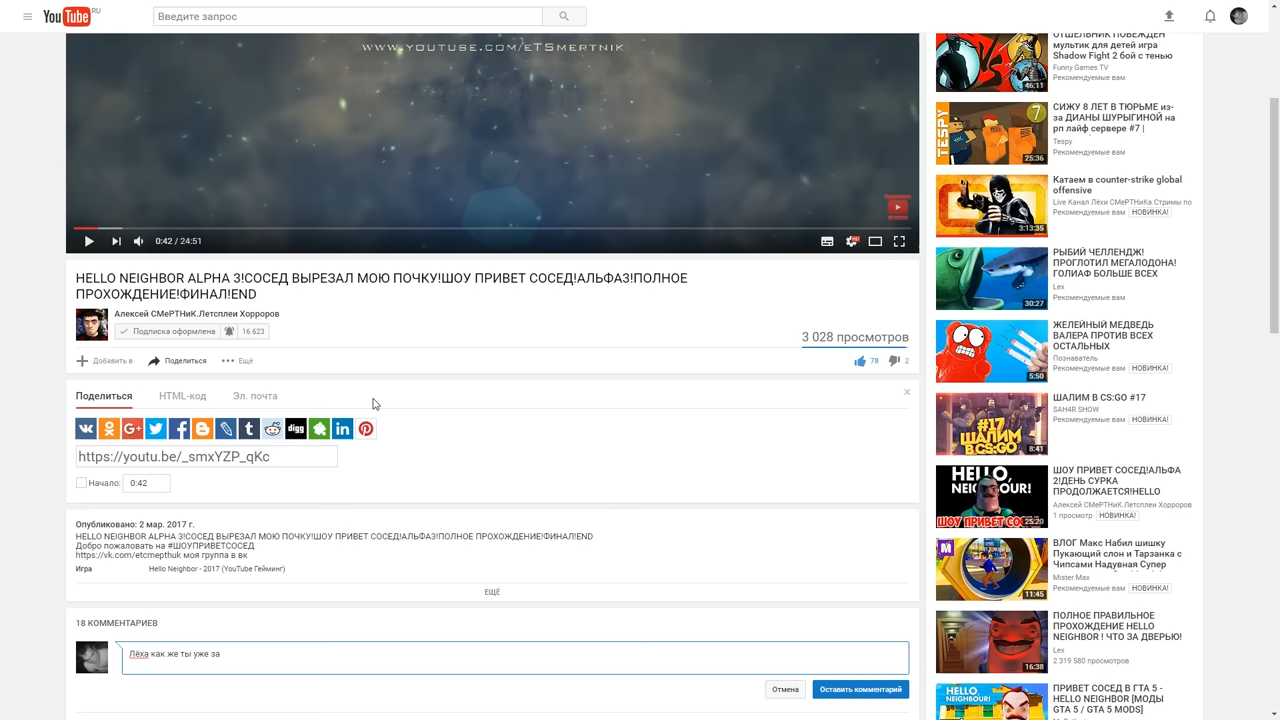 YouTube RU
Введите запрос
www.youtube.com/eTSmertnik
0:42 / 24:51
HD
HELLO NEIGHBOR ALPHA 3!СОСЕД ВЫРЕЗАЛ МОЮ ПОЧКУ!ШОУ ПРИВЕТ СОСЕД!АЛЬФА3!ПОЛНОЕ
ПРОХОЖДЕНИЕ!ФИНАЛ!END
Алексей СМеРТНиК.Летсплеи Хорроров
Подписка оформлена
16 623
3 028 просмотров
Добавить в
Поделиться
Ещё
78
2
Поделиться
HTML-код
Эл. почта
digg
https://youtu.be/_smxYZP_qKc
Начало:
0:42
Опубликовано: 2 мар. 2017 г.
HELLO NEIGHBOR ALPHA 3!СОСЕД ВЫРЕЗАЛ МОЮ ПОЧКУ!ШОУ ПРИВЕТ СОСЕД!АЛЬФА3!ПОЛНОЕ ПРОХОЖДЕНИЕ!ФИНАЛ!END
Добро пожаловать на #ШОУПРИВЕТСОСЕД
https://vk.com/etcmepthuk моя группа в вк
Игра
Hello Neighbor - 2017 (YouTube Гейминг)
ЕЩЁ
18 КОММЕНТАРИЕВ
Лёха как же ты уже за
Отмена
Оставить комментарий
VS
46:11
ОТШЕЛЬНИК ПОБЕЖДЕН
мультик для детей игра
Shadow Fight 2 бой с тенью
Funny Games TV
Рекомендуемые вам
TESPY
7
25:36
СИЖУ 8 ЛЕТ В ТЮРЬМЕ из-
за ДИАНЫ ШУРЫГИНОЙ на
рп лайф сервере #7 |
Tespy
Рекомендуемые вам
3:13:35
Катаем в counter-strike global
offensive
Live Канал Лёхи СМеРТНиКа.Стримы по
Рекомендуемые вам
НОВИНКА!
30:27
РЫБИЙ ЧЕЛЛЕНДЖ!
ПРОГЛОТИЛ МЕГАЛОДОНА!
ГОЛИАФ БОЛЬШЕ ВСЕХ
Lex
Рекомендуемые вам
5:50
ЖЕЛЕЙНЫЙ МЕДВЕДЬ
ВАЛЕРА ПРОТИВ ВСЕХ
ОСТАЛЬНЫХ
Познаватель
Рекомендуемые вам
НОВИНКА!
#17
ШАЛИМ
В CS:GO
8:41
ШАЛИМ В CS:GO #17
SAH4R SHOW
Рекомендуемые вам
НОВИНКА!
HELLO,
NEIGHBOUR!
ШОУ ПРИВЕТ СОСЕД
25:20
ШОУ ПРИВЕТ СОСЕД!АЛЬФА
2!ДЕНЬ СУРКА
ПРОДОЛЖАЕТСЯ!HELLO
Алексей СМеРТНиК.Летсплеи Хорроров
1 просмотр
НОВИНКА!
M
11:45
ВЛОГ Макс Набил шишку
Пукающий слон и Тарзанка с
Чипсами Надувная Супер
Mister Max
Рекомендуемые вам
НОВИНКА!
16:38
ПОЛНОЕ ПРАВИЛЬНОЕ
ПРОХОЖДЕНИЕ HELLO
NEIGHBOR ! ЧТО ЗА ДВЕРЬЮ!
Lex
2 319 580 просмотров
HELLO,
NEIGHBOUR!
ПРИВЕТ СОСЕД В ГТА 5 -
HELLO NEIGHBOR [МОДЫ
GTA 5 / GTA 5 MODS]